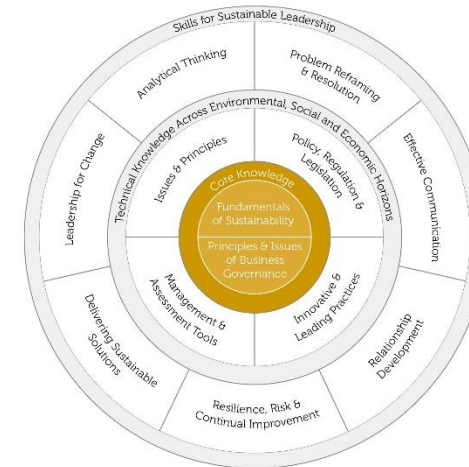 Skills for Sustainable Leadership
Analytical Thinking
Problem Reframing
& Resolution
Effective Communication
Relationship
Development
Resilience, Risk &
Continual Improvement
Delivering Sustainable
Solutions
Leadership for Change
Technical Knowledge Across Environmental, Social and Economic Horizons
Issues & Principles
Policy, Regulation &
Legislation
Innovative &
Leading Practices
Management &
Assessment Tools
Core Knowledge
Fundamentals
of Sustainability
Principles & Issues
of Business
Governance